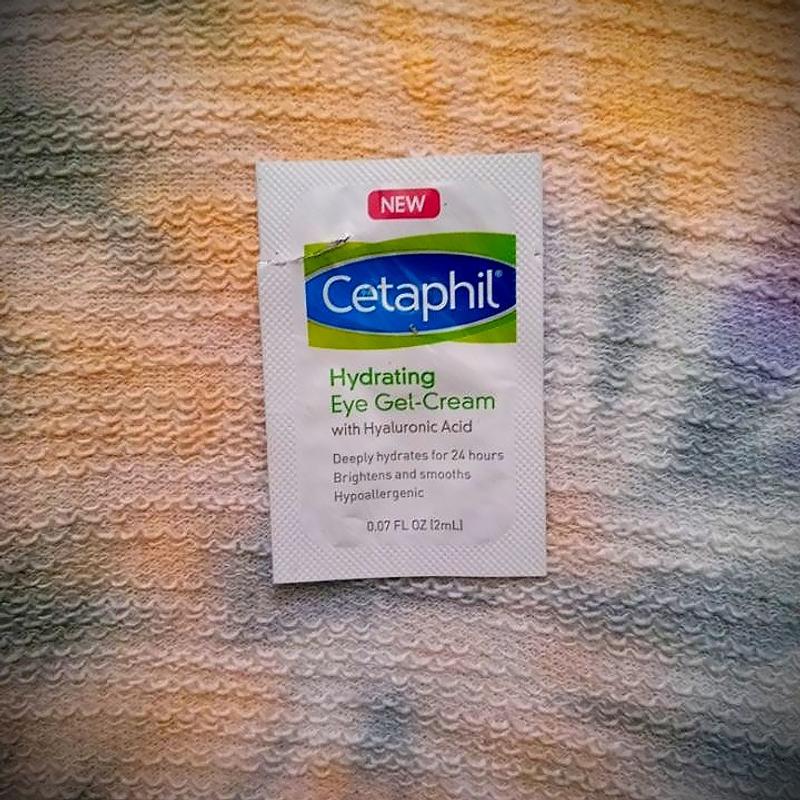 NEW
Cetaphil®
Hydrating
Eye Gel-Cream
with Hyaluronic Acid
Deeply hydrates for 24 hours
Brightens and smooths
Hypoallergenic
0.07 FL OZ (2mL)